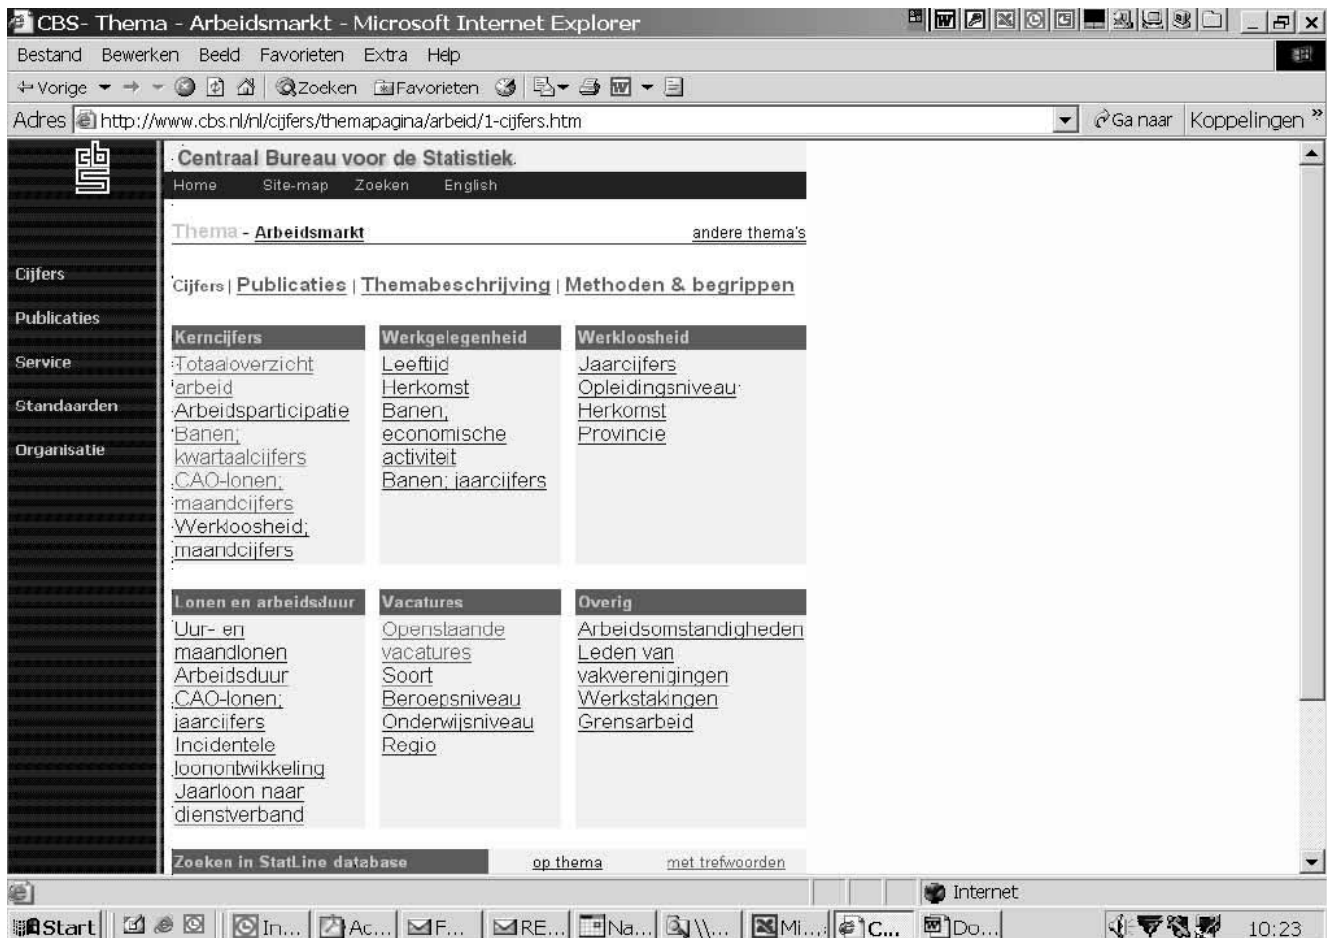 CBS- Thema - Arbeidsmarkt - Microsoft Internet Explorer
Bestand Bewerken Beeld Favorieten Extra Help
Vorige Zoeken Favorieten
Adres http://www.cbs.nl/nl/cijfers/themapagina/arbeid/1-cijfers.htm Ga naar Koppelingen »
Centraal Bureau voor de Statistiek
Home Site-map Zoeken English
Thema - Arbeidsmarkt andere thema's
Cijfers
Publicaties
Service
Standaarden
Organisatie
Cijfers | Publicaties | Themabeschrijving | Methoden & begrippen
Kerncijfers
Totaaloverzicht
arbeid
Arbeidsparticipatie
Banen;
kwartaalcijfers
CAO-lonen;
maandcijfers
Werkloosheid;
maandcijfers
Werkgelegenheid
Leeftijd
Herkomst
Banen;
economische
activiteit
Banen; jaarcijfers
Werkloosheid
Jaarcijfers
Opleidingsniveau
Herkomst
Provincie
Lonen en arbeidsduur
Uur- en
maandlonen
Arbeidsduur
CAO-lonen;
jaarcijfers
Incidentele
loonontwikkeling
Jaarloon naar
dienstverband
Vacatures
Openstaande
vacatures
Soort
Beroepsniveau
Onderwijsniveau
Regio
Overig
Arbeidsomstandigheden
Leden van
vakverenigingen
Werkstakingen
Grensarbeid
Zoeken in StatLine database op thema met trefwoorden
Internet
Start In... Ac... F... RE... Na... \\... Mi... C... Do... 10:23